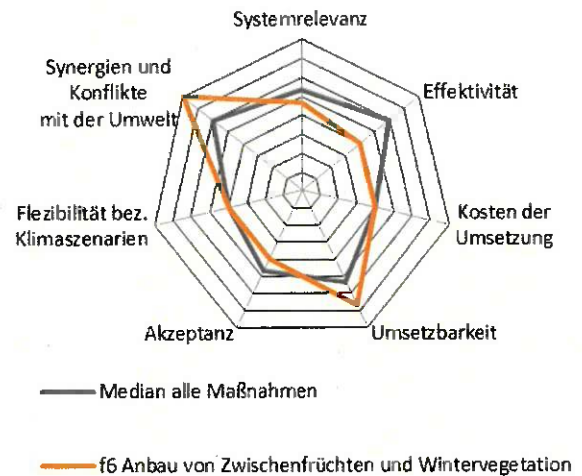 Systemrelevanz
Synergien und
Konflikte
mit der Umwelt
Effektivität
Flezibilität bez.
Klimaszenarien
Kosten der
Umsetzung
Akzeptanz
Umsetzbarkeit
Median alle Maßnahmen
f6 Anbau von Zwischenfrüchten und Wintervegetation